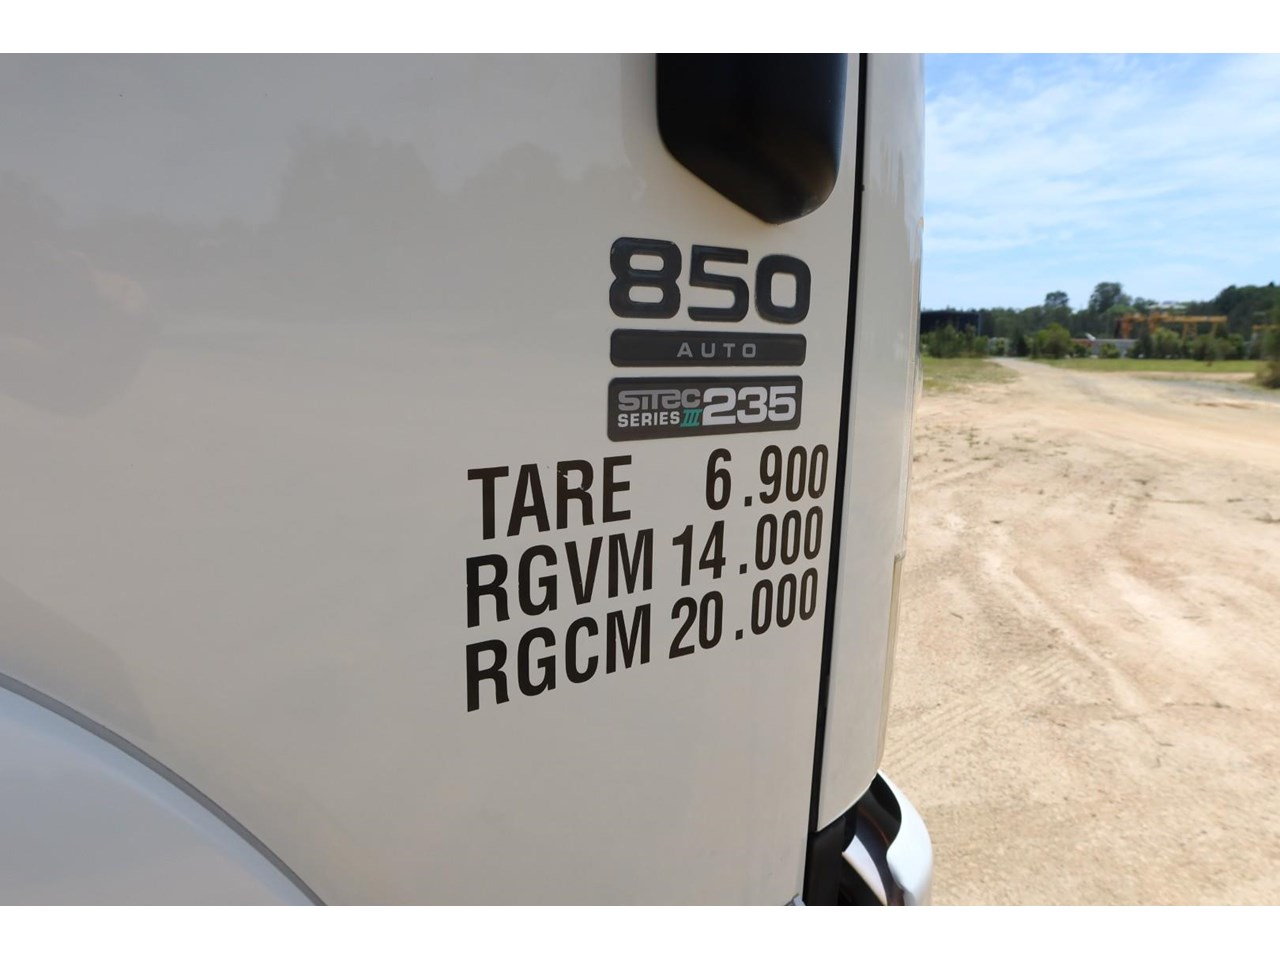 850
AUTO
SITEC
SERIES III 235
TARE 6.900
RGVM 14.000
RGCM 20.000